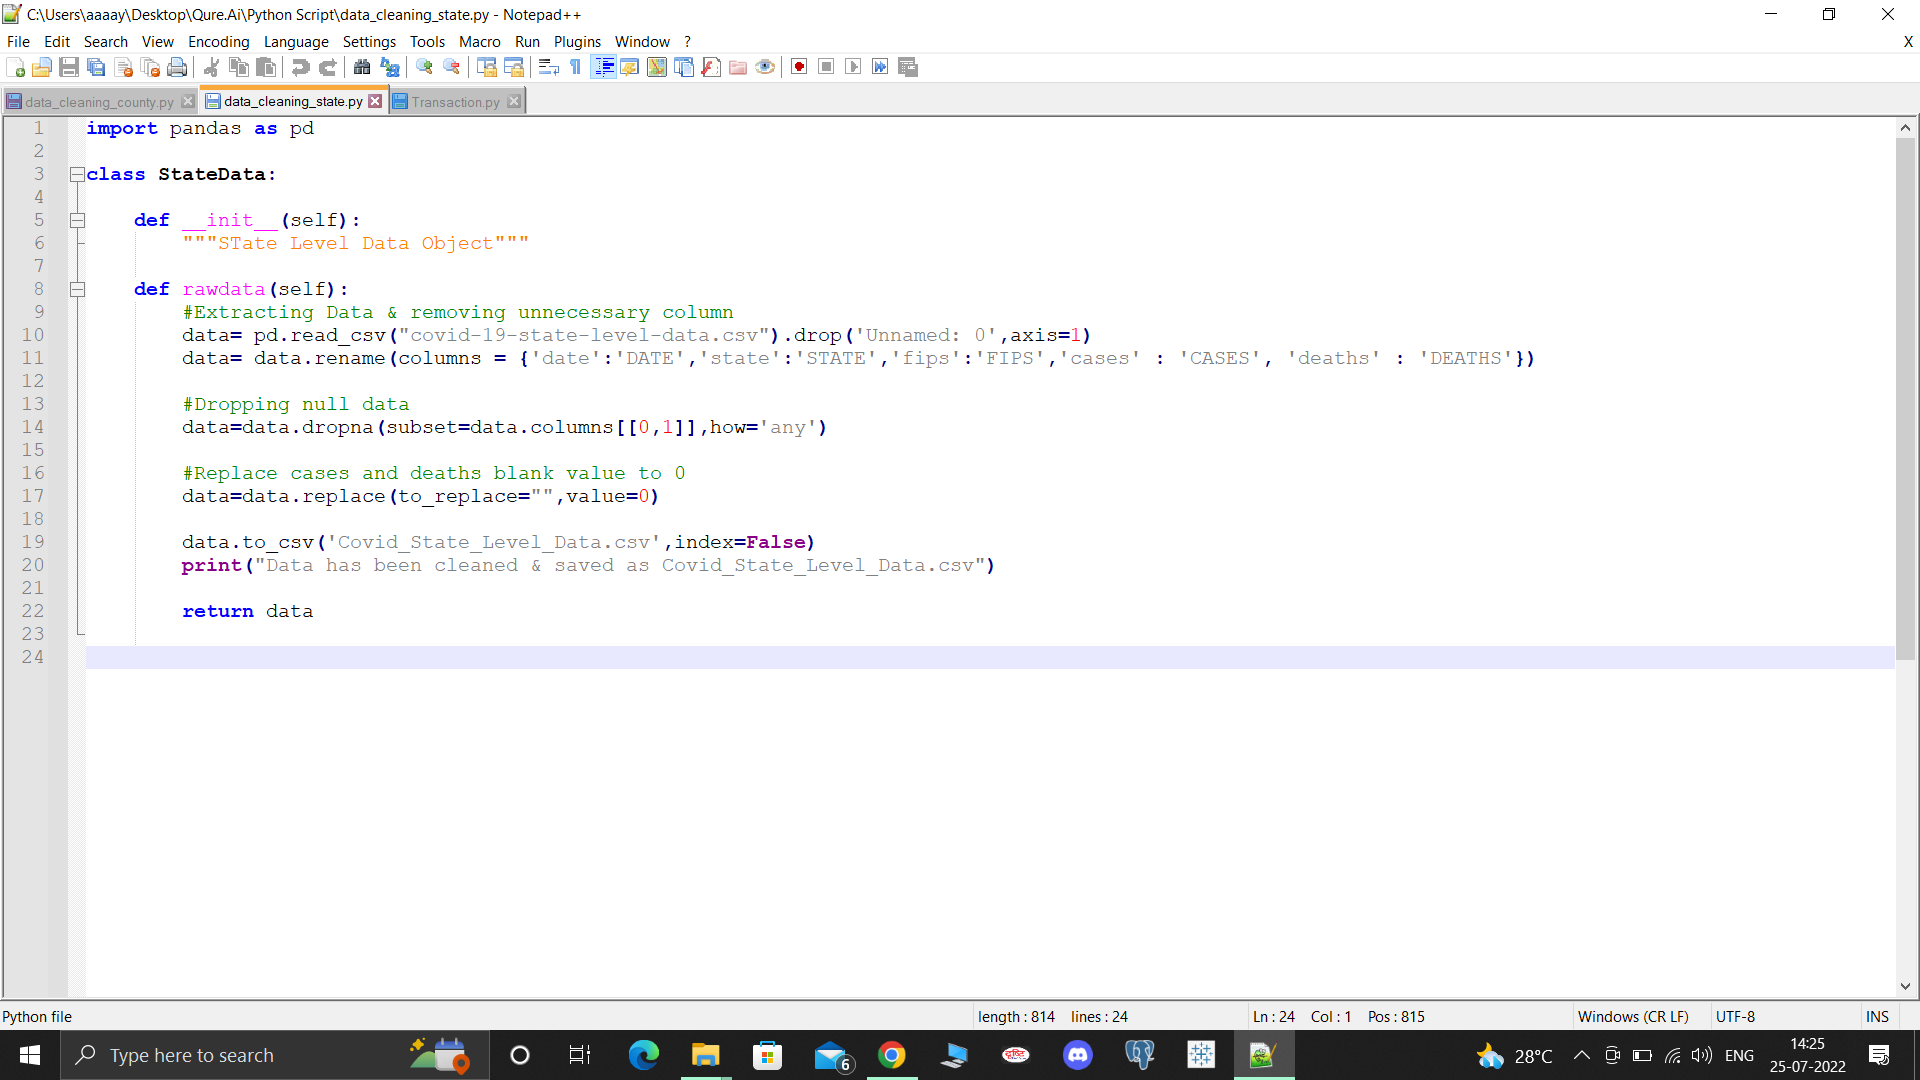 C:\Users\aaaay\Desktop\Qure.Ai\Python Script\data_cleaning_state.py - Notepad++
File Edit Search View Encoding Language Settings Tools Macro Run Plugins Window ? X
data_cleaning_county.py data_cleaning_state.py Transaction.py
1 import pandas as pd
2
3 class StateData:
4
5 def __init__(self):
6 """STate Level Data Object"""
7
8 def rawdata(self):
9 #Extracting Data & removing unnecessary column
10 data= pd.read_csv("covid-19-state-level-data.csv").drop('Unnamed: 0',axis=1)
11 data= data.rename(columns = {'date':'DATE','state':'STATE','fips':'FIPS','cases' : 'CASES', 'deaths' : 'DEATHS'})
12
13 #Dropping null data
14 data=data.dropna(subset=data.columns[[0,1]],how='any')
15
16 #Replace cases and deaths blank value to 0
17 data=data.replace(to_replace="",value=0)
18
19 data.to_csv('Covid_State_Level_Data.csv',index=False)
20 print("Data has been cleaned & saved as Covid_State_Level_Data.csv")
21
22 return data
23
24
Python file length : 814 lines : 24 Ln : 24 Col : 1 Pos : 815 Windows (CR LF) UTF-8 INS
Type here to search 6 28°C ENG 14:25
25-07-2022